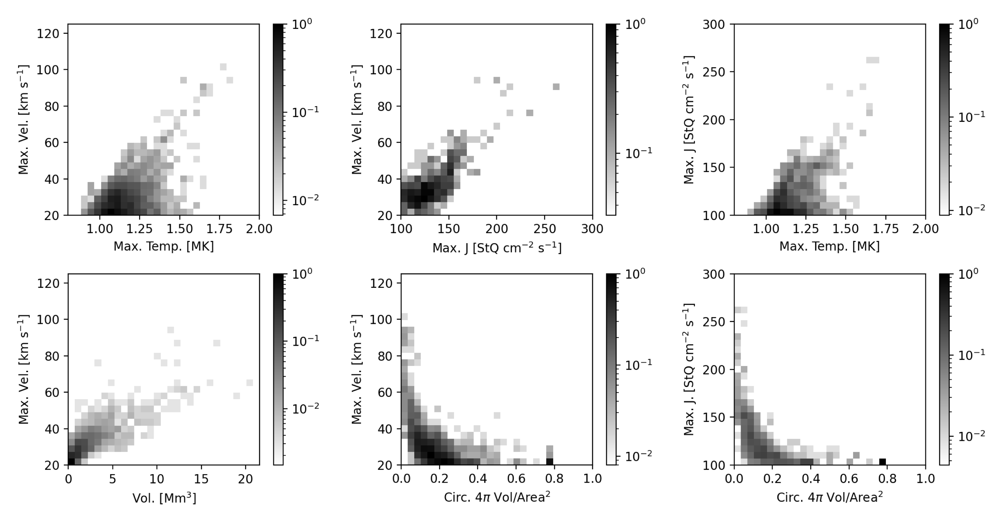 Max. Vel. [km s⁻¹]
120
100
80
60
40
20
1.00 1.25 1.50 1.75 2.00
Max. Temp. [MK]
10⁰
10⁻¹
10⁻²
Max. Vel. [km s⁻¹]
120
100
80
60
40
20
100 150 200 250 300
Max. J [StQ cm⁻² s⁻¹]
10⁰
10⁻¹
Max. J [StQ cm⁻² s⁻¹]
300
250
200
150
100
1.00 1.25 1.50 1.75 2.00
Max. Temp. [MK]
10⁰
10⁻¹
10⁻²
Max. Vel. [km s⁻¹]
120
100
80
60
40
20
0 5 10 15 20
Vol. [Mm³]
10⁰
10⁻¹
10⁻²
Max. Vel. [km s⁻¹]
120
100
80
60
40
20
0.0 0.2 0.4 0.6 0.8 1.0
Circ. 4π Vol/Area²
10⁰
10⁻¹
10⁻²
Max. J. [StQ cm⁻² s⁻¹]
300
250
200
150
100
0.0 0.2 0.4 0.6 0.8 1.0
Circ. 4π Vol/Area²
10⁰
10⁻¹
10⁻²